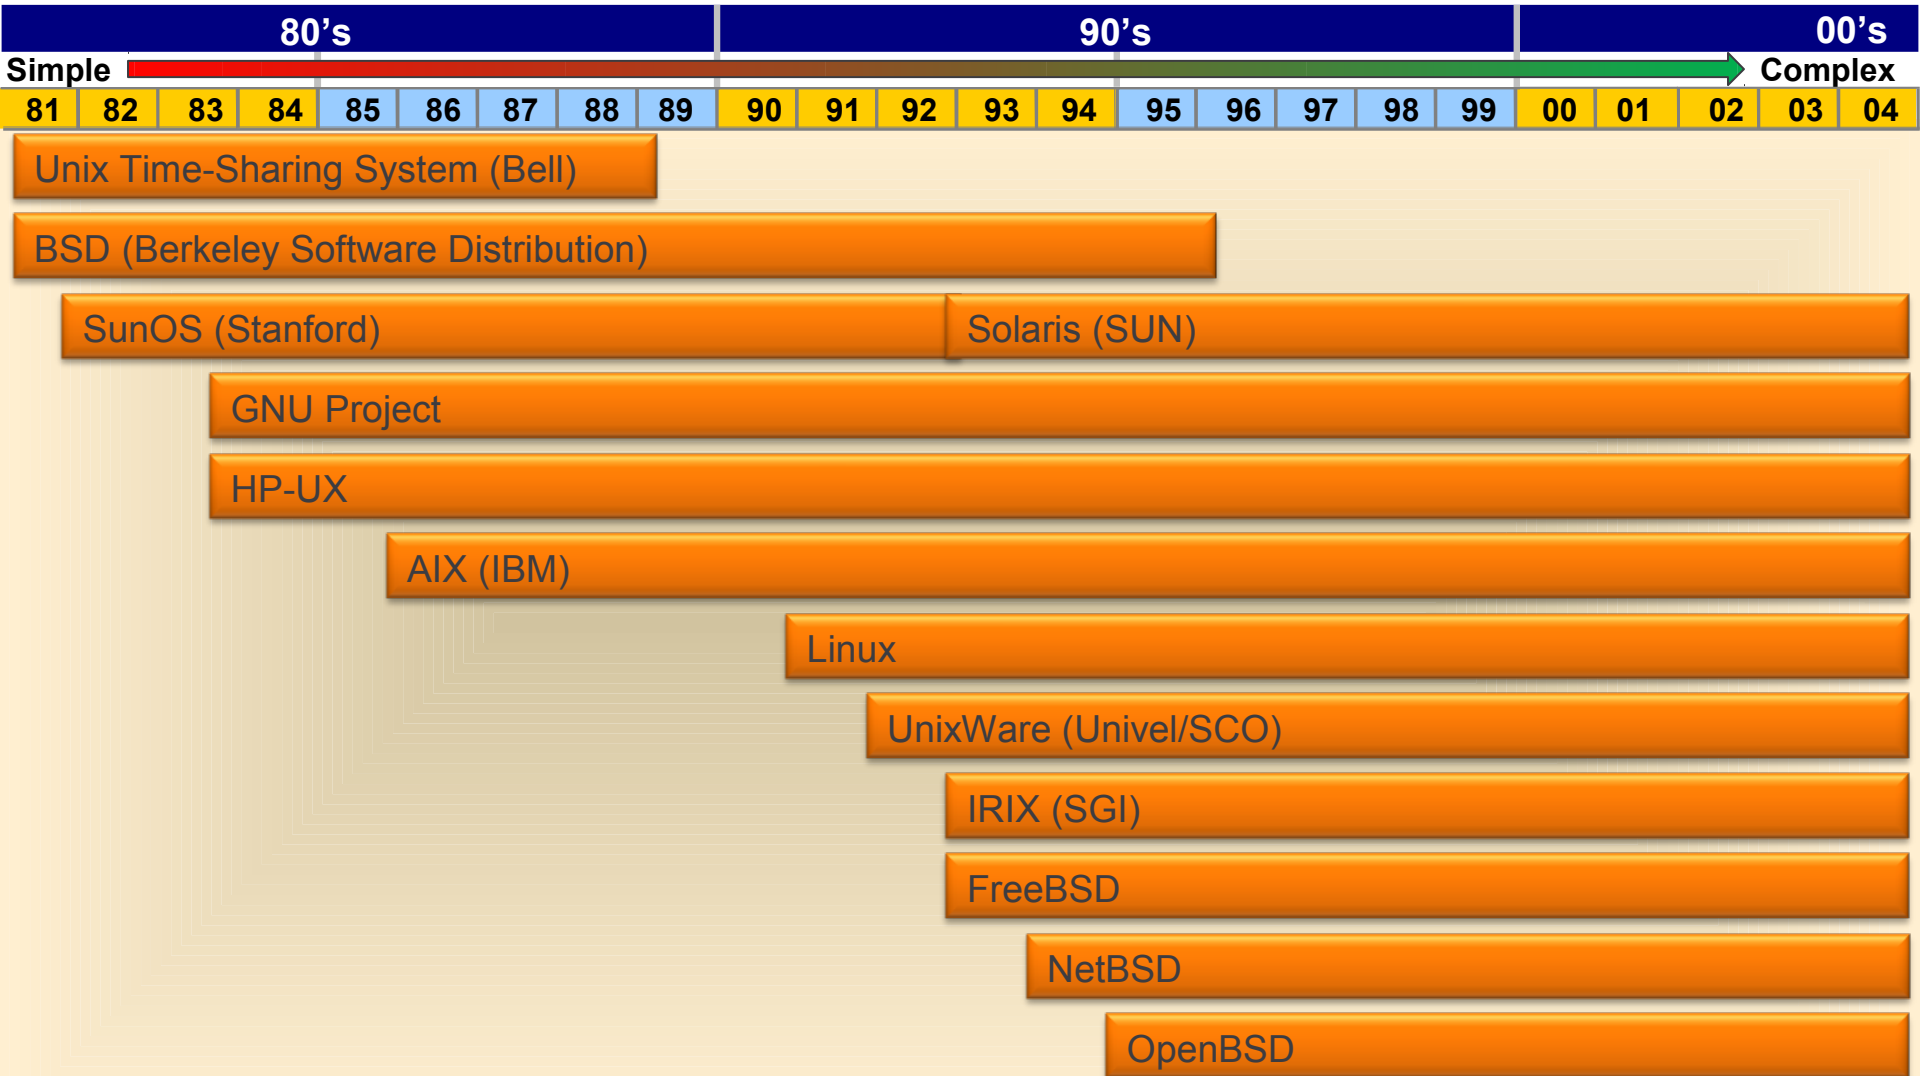 80’s 90’s 00’s
Simple Complex
81 82 83 84 85 86 87 88 89 90 91 92 93 94 95 96 97 98 99 00 01 02 03 04
Unix Time-Sharing System (Bell)
BSD (Berkeley Software Distribution)
SunOS (Stanford) Solaris (SUN)
GNU Project
HP-UX
AIX (IBM)
Linux
UnixWare (Univel/SCO)
IRIX (SGI)
FreeBSD
NetBSD
OpenBSD